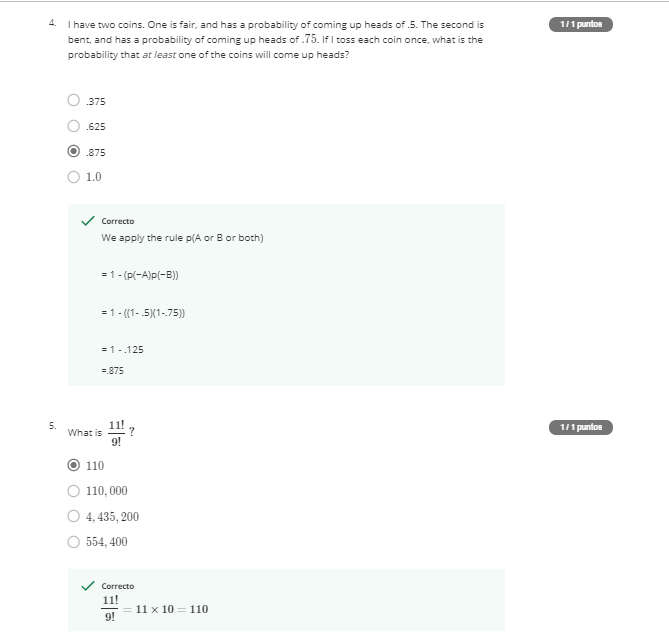 4. I have two coins. One is fair, and has a probability of coming up heads of .5. The second is
1 / 1 puntos
bent, and has a probability of coming up heads of .75. If I toss each coin once, what is the
probability that at least one of the coins will come up heads?
.375
.625
.875
1.0
Correcto
We apply the rule p(A or B or both)
= 1 - (p(~A)p(~B))
= 1 - ((1- .5)(1-.75))
= 1 - .125
=.875
5. What is 11!/9! ?
1 / 1 puntos
110
110, 000
4, 435, 200
554, 400
Correcto
11!/9! = 11 × 10 = 110